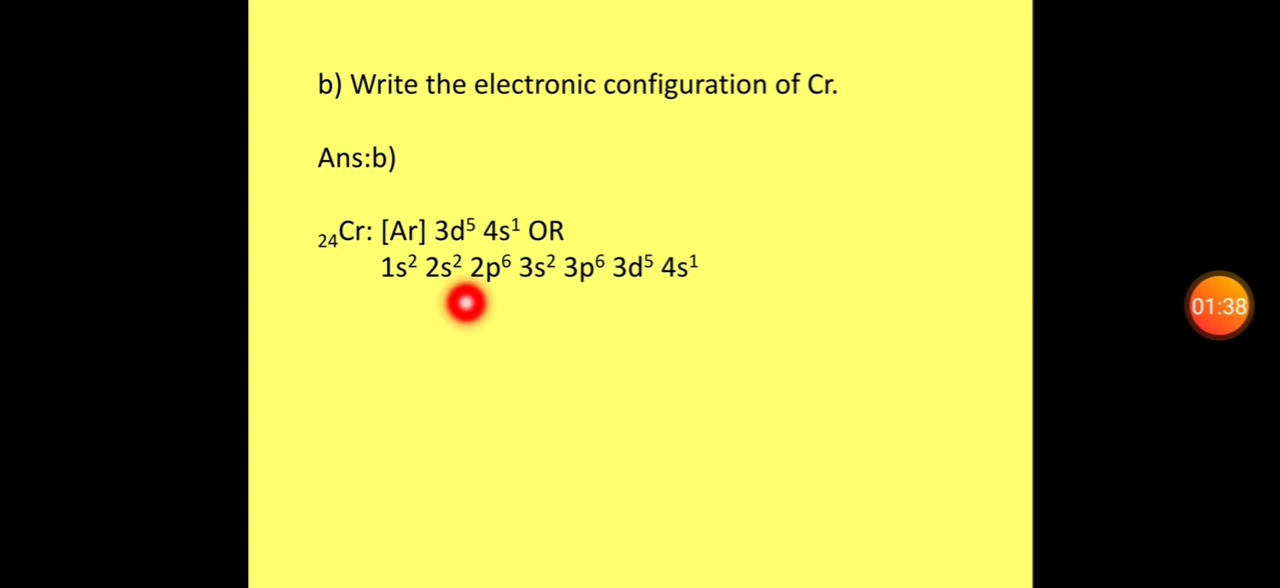 b) Write the electronic configuration of Cr.
Ans:b)
₂₄Cr: [Ar] 3d⁵ 4s¹ OR
1s² 2s² 2p⁶ 3s² 3p⁶ 3d⁵ 4s¹
01:38